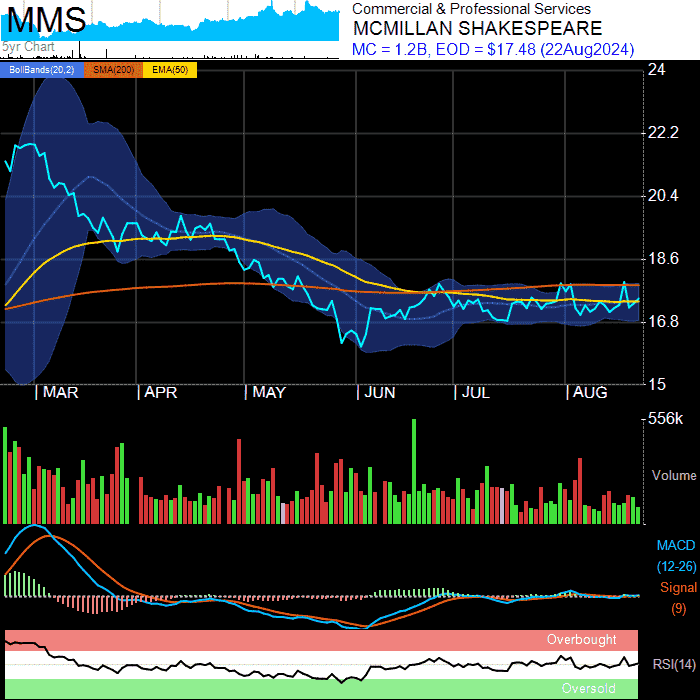 MMS
5yr Chart
Commercial & Professional Services
MCMILLAN SHAKESPEARE
MC = 1.2B, EOD = $17.48 (22Aug2024)
BollBands(20,2) SMA(200) EMA(50)
24
22.2
20.4
18.6
16.8
15
MAR APR MAY JUN JUL AUG
556k
Volume
MACD
(12-26)
Signal
(9)
Overbought
RSI(14)
Oversold